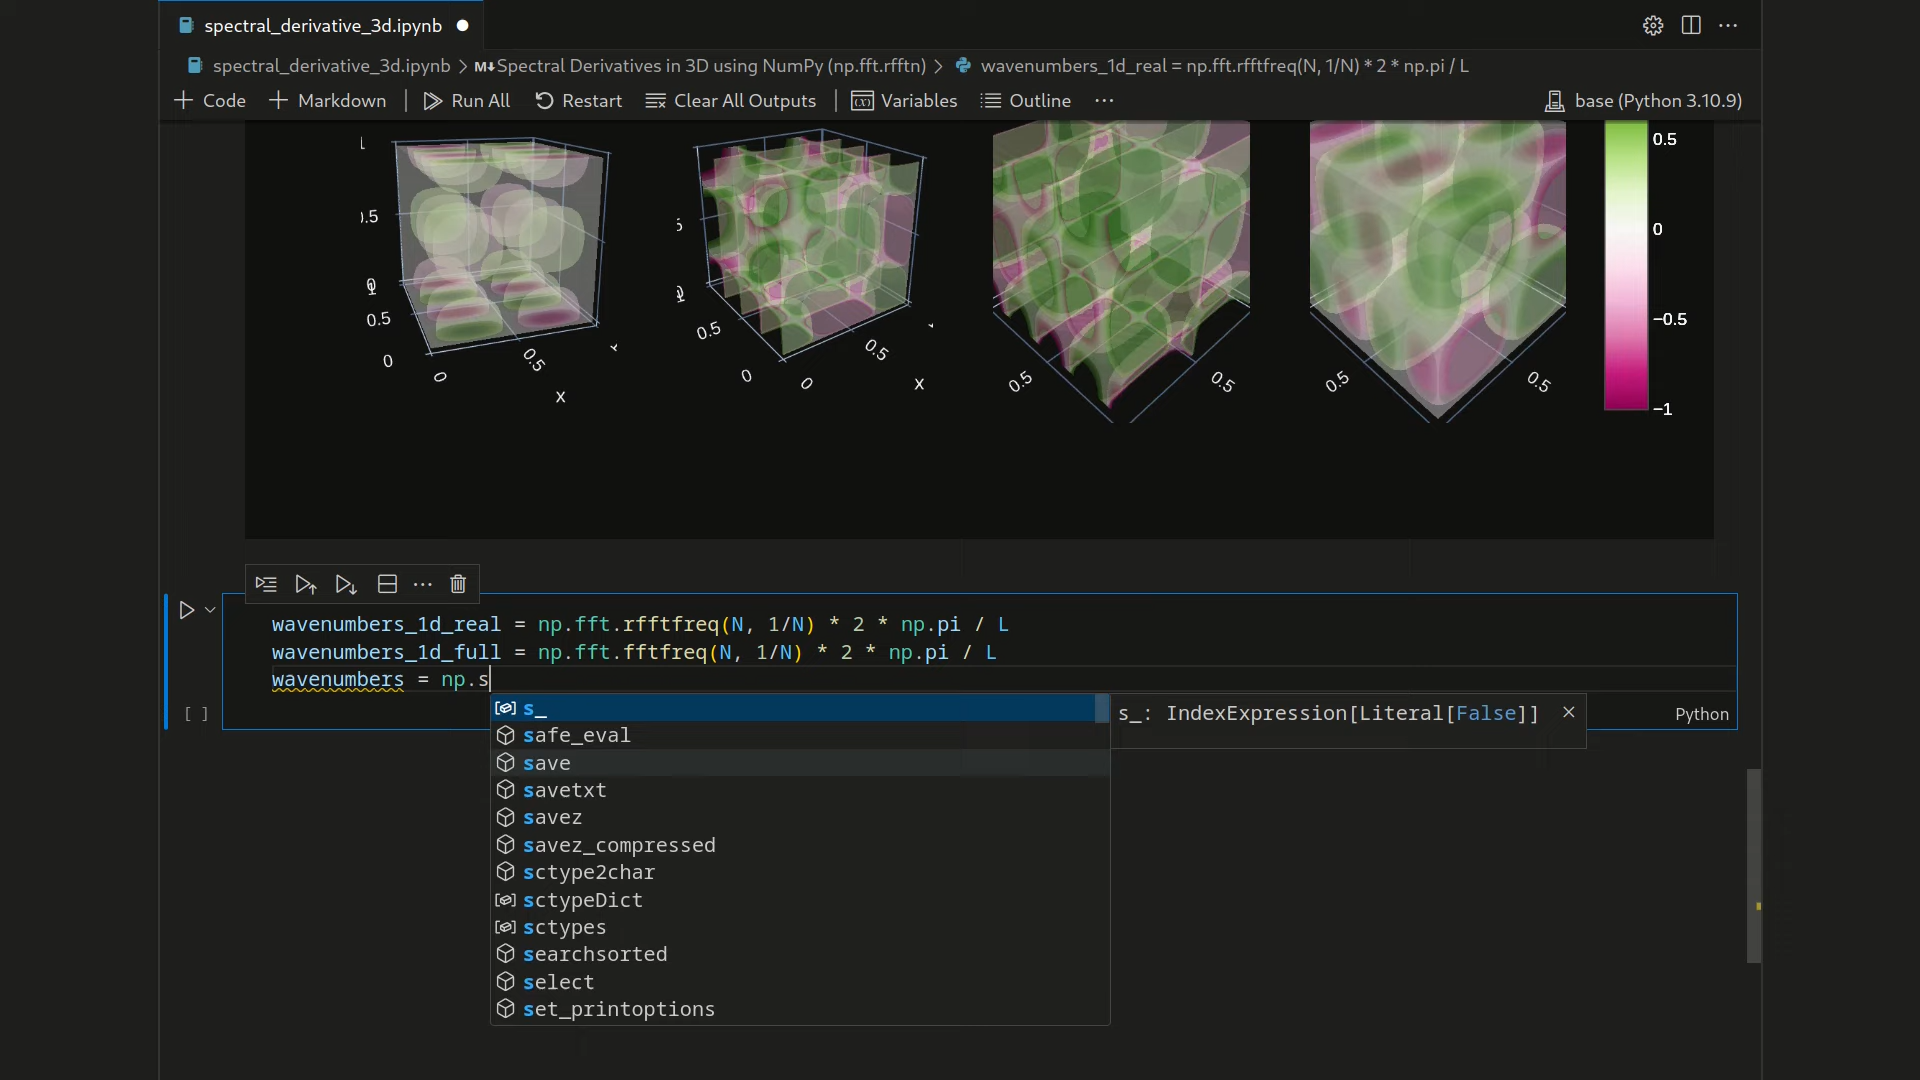 spectral_derivative_3d.ipynb
spectral_derivative_3d.ipynb > M↓Spectral Derivatives in 3D using NumPy (np.fft.rfftn) > wavenumbers_1d_real = np.fft.rfftfreq(N, 1/N) * 2 * np.pi / L
+ Code + Markdown Run All Restart Clear All Outputs Variables Outline ··· base (Python 3.10.9)
0.5
0
−0.5
−1
0.5
0
0
0.5
x
0.5
0
0
0.5
x
0.5
0.5
0.5
0.5
wavenumbers_1d_real = np.fft.rfftfreq(N, 1/N) * 2 * np.pi / L
wavenumbers_1d_full = np.fft.fftfreq(N, 1/N) * 2 * np.pi / L
wavenumbers = np.s
[ ]
Python
s_
s_: IndexExpression[Literal[False]]
safe_eval
save
savetxt
savez
savez_compressed
sctype2char
sctypeDict
sctypes
searchsorted
select
set_printoptions